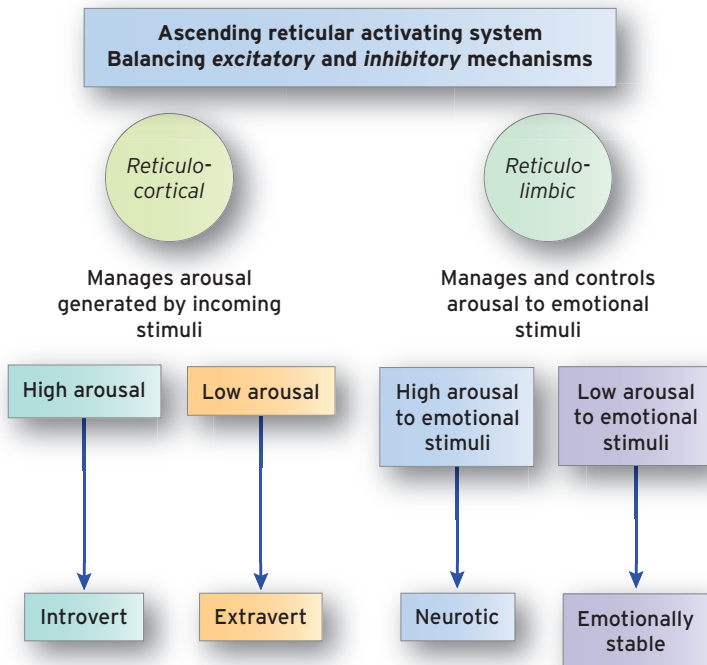 Ascending reticular activating system
Balancing excitatory and inhibitory mechanisms
Reticulo-
cortical
Reticulo-
limbic
Manages arousal
generated by incoming
stimuli
Manages and controls
arousal to emotional
stimuli
High arousal
Low arousal
High arousal
to emotional
stimuli
Low arousal
to emotional
stimuli
Introvert
Extravert
Neurotic
Emotionally
stable